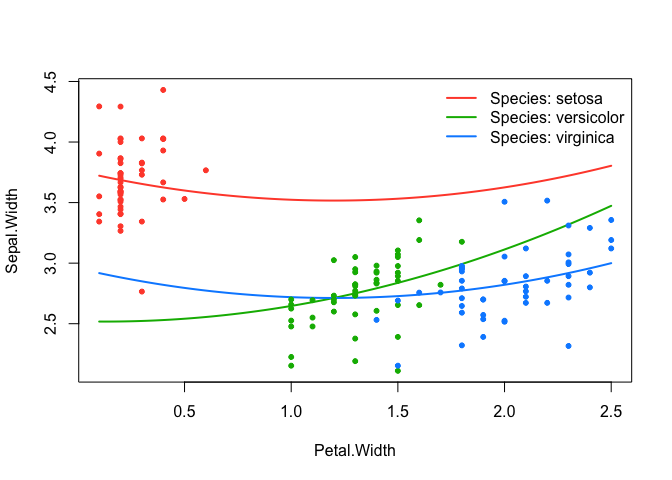 Species: setosa
Species: versicolor
Species: virginica
4.5
4.0
3.5
3.0
2.5
Sepal.Width
0.5 1.0 1.5 2.0 2.5
Petal.Width